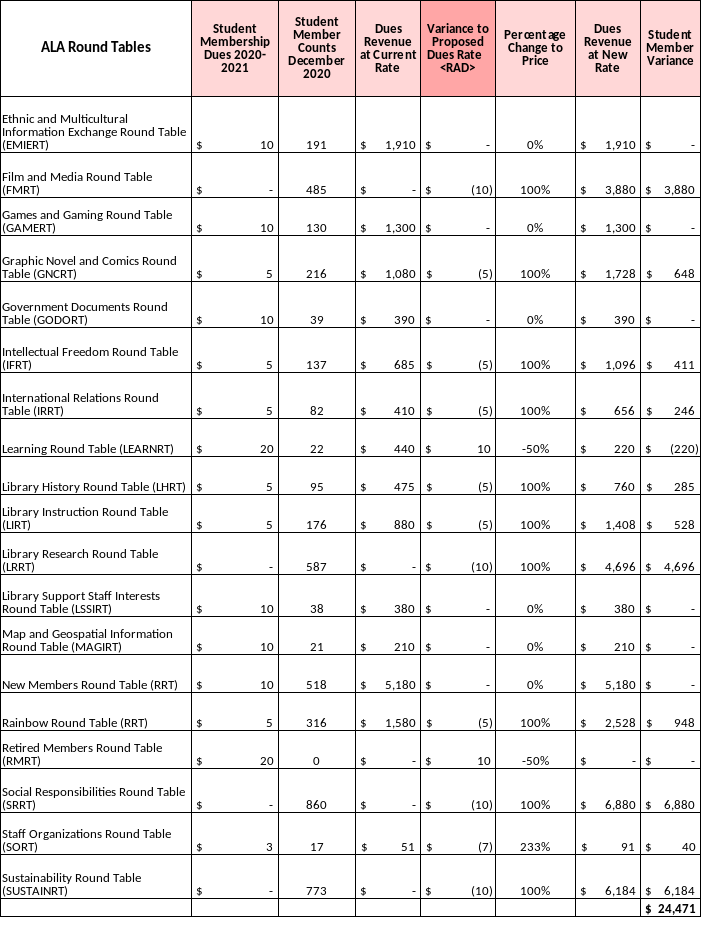 ALA Round Tables
Student
Membership
Dues 2020-
2021
Student
Member
Counts
December
2020
Dues
Revenue
at Current
Rate
Variance to
Proposed
Dues Rate
<RAD>
Percentage
Change to
Price
Dues
Revenue
at New
Rate
Student
Member
Variance
Ethnic and Multicultural
Information Exchange Round Table
(EMIERT) $ 10 191 $ 1,910 $ - 0% $ 1,910 $ -
Film and Media Round Table
(FMRT) $ - 485 $ - $ (10) 100% $ 3,880 $ 3,880
Games and Gaming Round Table
(GAMERT) $ 10 130 $ 1,300 $ - 0% $ 1,300 $ -
Graphic Novel and Comics Round
Table (GNCRT) $ 5 216 $ 1,080 $ (5) 100% $ 1,728 $ 648
Government Documents Round
Table (GODORT) $ 10 39 $ 390 $ - 0% $ 390 $ -
Intellectual Freedom Round Table
(IFRT) $ 5 137 $ 685 $ (5) 100% $ 1,096 $ 411
International Relations Round
Table (IRRT) $ 5 82 $ 410 $ (5) 100% $ 656 $ 246
Learning Round Table (LEARNRT) $ 20 22 $ 440 $ 10 -50% $ 220 $ (220)
Library History Round Table (LHRT) $ 5 95 $ 475 $ (5) 100% $ 760 $ 285
Library Instruction Round Table
(LIRT) $ 5 176 $ 880 $ (5) 100% $ 1,408 $ 528
Library Research Round Table
(LRRT) $ - 587 $ - $ (10) 100% $ 4,696 $ 4,696
Library Support Staff Interests
Round Table (LSSIRT) $ 10 38 $ 380 $ - 0% $ 380 $ -
Map and Geospatial Information
Round Table (MAGIRT) $ 10 21 $ 210 $ - 0% $ 210 $ -
New Members Round Table (RRT) $ 10 518 $ 5,180 $ - 0% $ 5,180 $ -
Rainbow Round Table (RRT) $ 5 316 $ 1,580 $ (5) 100% $ 2,528 $ 948
Retired Members Round Table
(RMRT) $ 20 0 $ - $ 10 -50% $ - $ -
Social Responsibilities Round Table
(SRRT) $ - 860 $ - $ (10) 100% $ 6,880 $ 6,880
Staff Organizations Round Table
(SORT) $ 3 17 $ 51 $ (7) 233% $ 91 $ 40
Sustainability Round Table
(SUSTAINRT) $ - 773 $ - $ (10) 100% $ 6,184 $ 6,184
$ 24,471